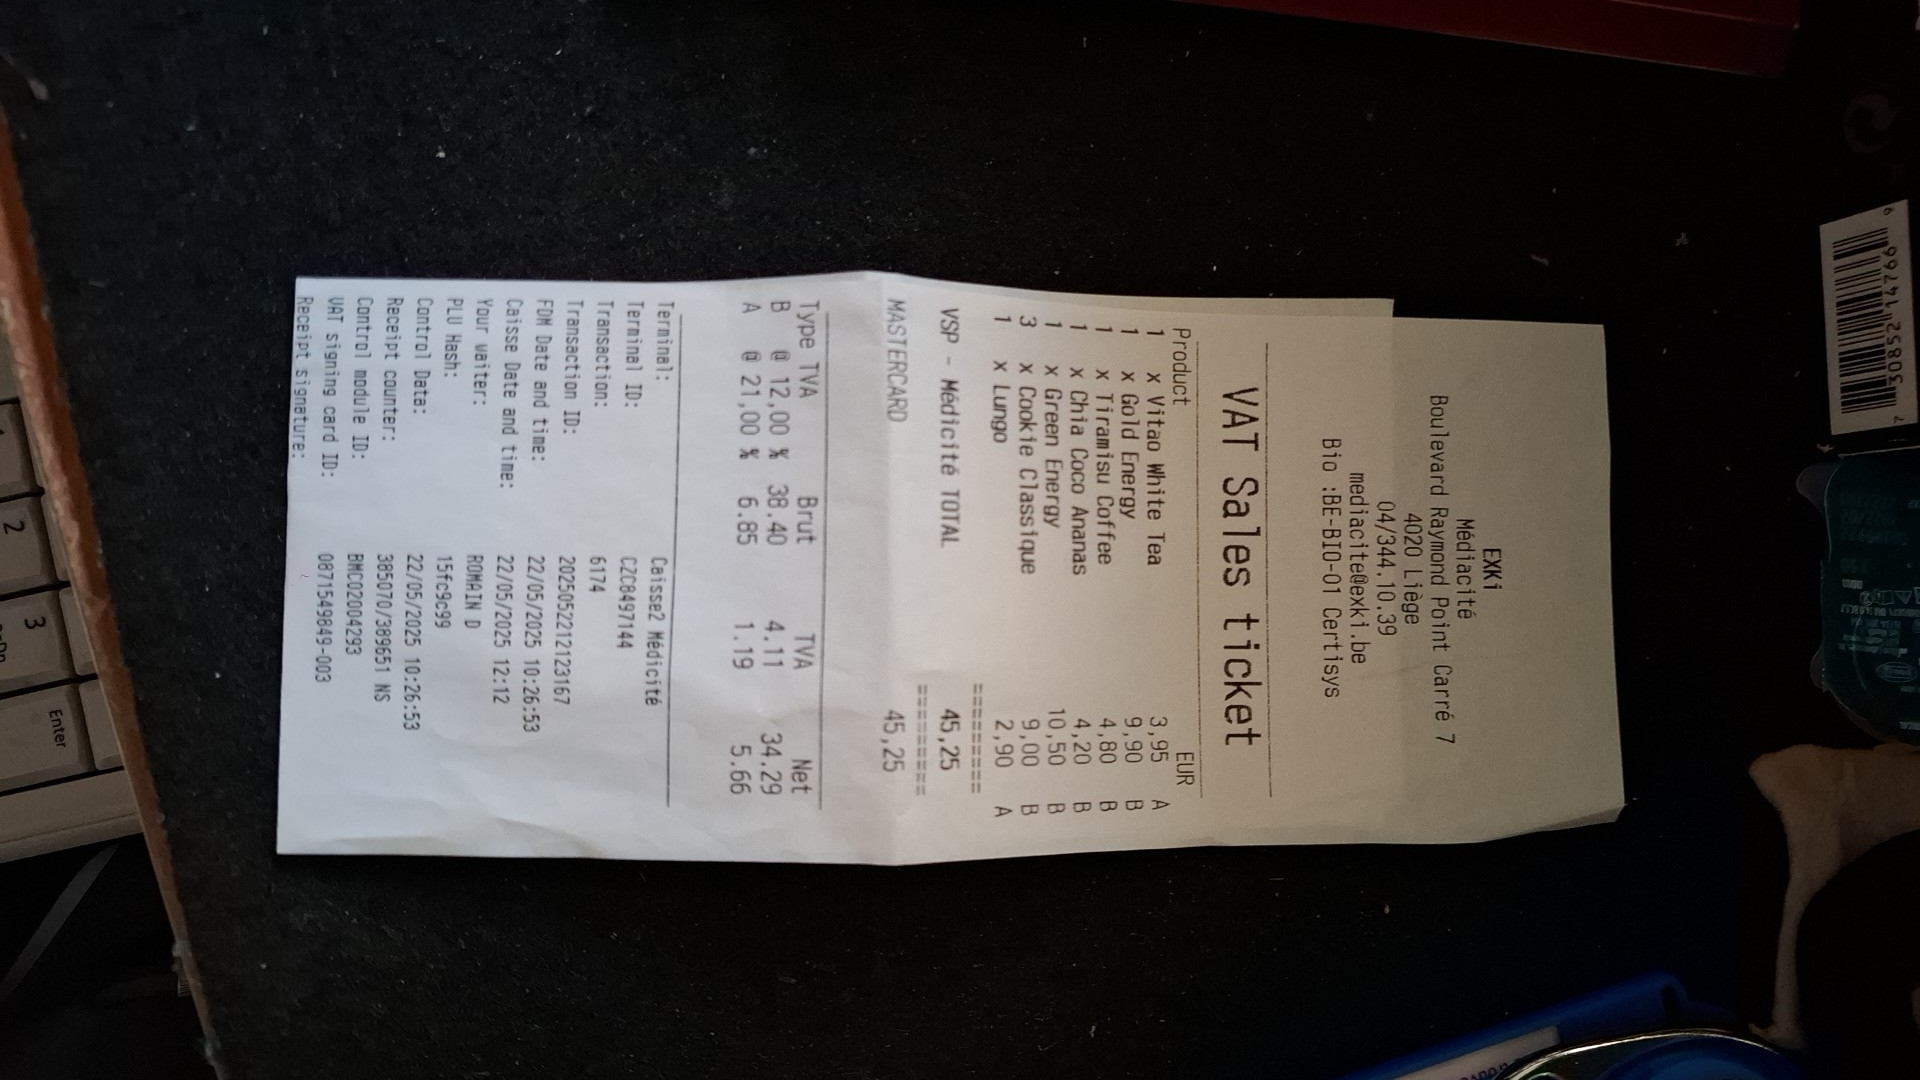 EXKi
Médiacité
Boulevard Raymond Point Carré 7
4020 Liège
04/344.10.39
mediacite@exki.be
Bio :BE-BIO-01 Certisys
VAT Sales ticket
Product EUR
1 x Vitao White Tea 3,95 A
1 x Gold Energy 9,90 B
1 x Tiramisu Coffee 4,80 B
1 x Chia Coco Ananas 4,20 B
1 x Green Energy 10,50 B
3 x Cookie Classique 9,00 B
1 x Lungo 2,90 A
========
VSP - Médicité TOTAL 45,25
========
MASTERCARD 45,25
Type TVA Brut TVA Net
B @ 12,00 % 38.40 4.11 34.29
A @ 21,00 % 6.85 1.19 5.66
Terminal: Caisse2 Médicité
Terminal ID: CZC8497144
Transaction: 6174
Transaction ID: 2025052212123167
FDM Date and time: 22/05/2025 10:26:53
Caisse Date and time: 22/05/2025 12:12
Your waiter: ROMAIN D
PLU Hash: 15fc9c99
Control Data: 22/05/2025 10:26:53
Receipt counter: 385070/389651 NS
Control module ID: BMC02004293
VAT signing card ID: 0871549849-003
Receipt signature:
2
3
Enter